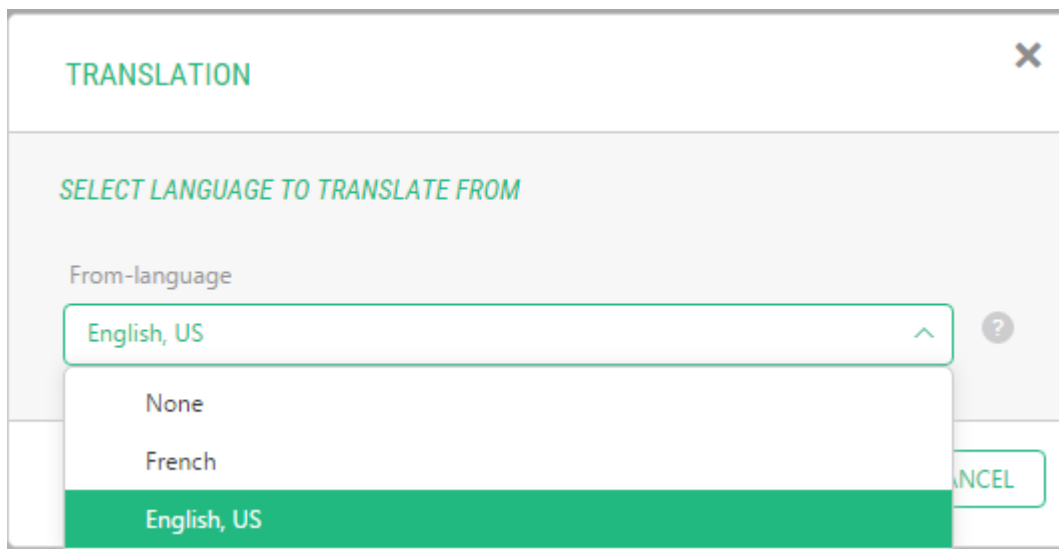 TRANSLATION
SELECT LANGUAGE TO TRANSLATE FROM
From-language
English, US
?
None
French
English, US